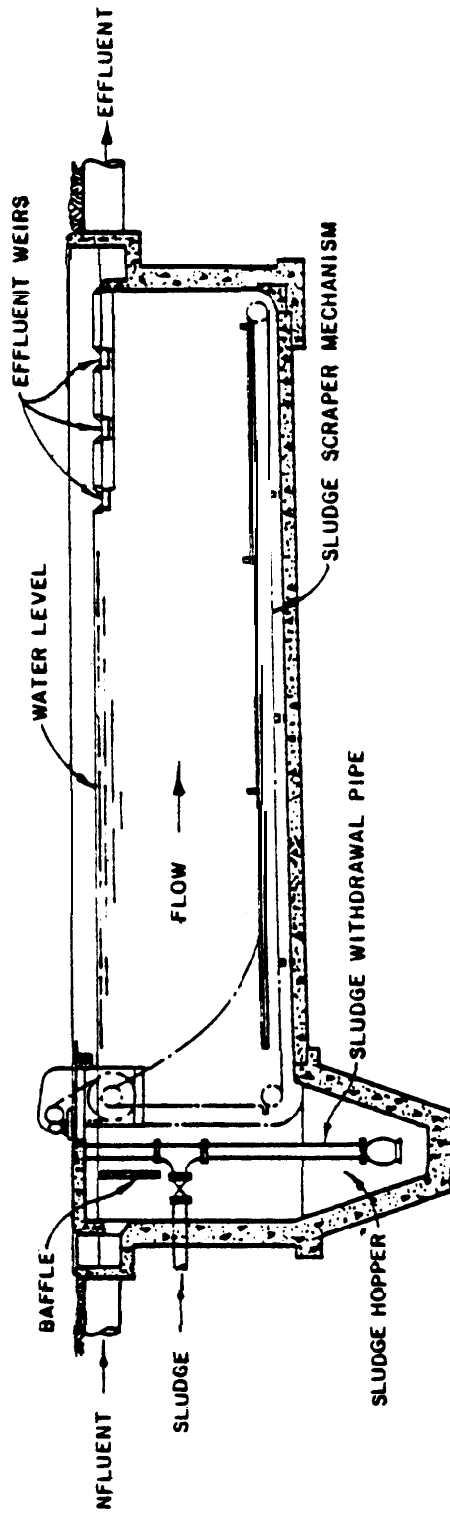 EFFLUENT WEIRS
EFFLUENT
WATER LEVEL
FLOW
SLUDGE SCRAPER MECHANISM
SLUDGE WITHDRAWAL PIPE
BAFFLE
NFLUENT
SLUDGE
SLUDGE HOPPER